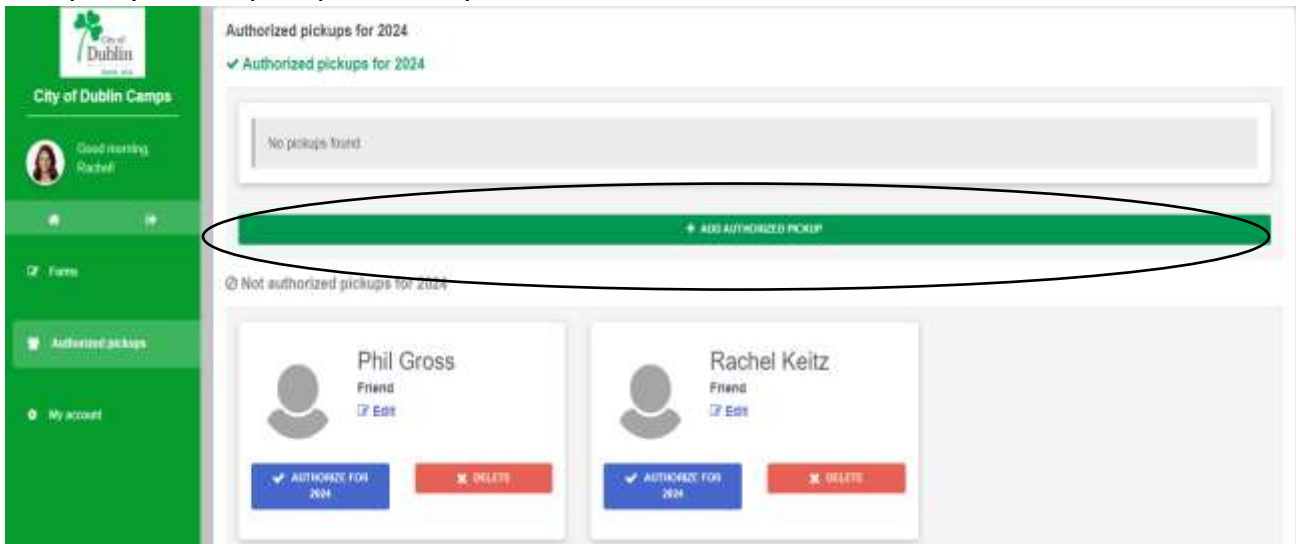 City of
Dublin
City of Dublin Camps
Good morning,
Rachel!
Forms
Authorized pickups
My account
Authorized pickups for 2024
Authorized pickups for 2024
No pickups found
+ ADD AUTHORIZED PICKUP
Not authorized pickups for 2024
Phil Gross
Friend
Edit
AUTHORIZE FOR
2024
DELETE
Rachel Keitz
Friend
Edit
AUTHORIZE FOR
2024
DELETE